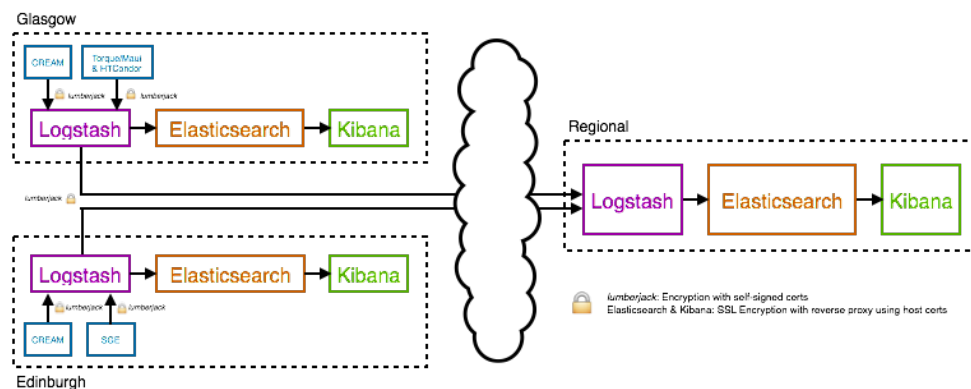 Glasgow
CREAM
Torque/Maui
& HTCondor
lumberjack
lumberjack
Logstash
Elasticsearch
Kibana
Regional
lumberjack
Logstash
Elasticsearch
Kibana
Logstash
Elasticsearch
Kibana
lumberjack
lumberjack
CREAM
SGE
lumberjack: Encryption with self-signed certs
Elasticsearch & Kibana: SSL Encryption with reverse proxy using host certs
Edinburgh